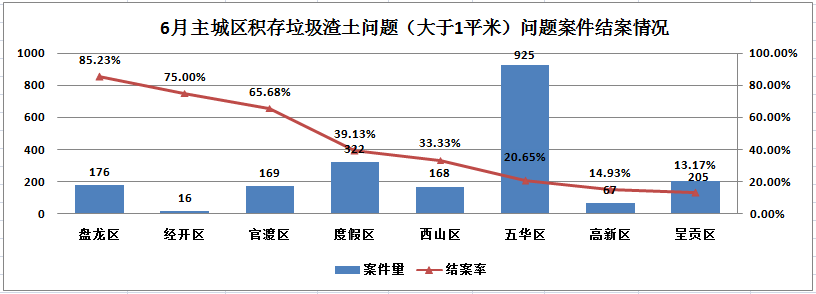 6月主城区积存垃圾渣土问题（大于1平米）问题案件结案情况
1000 100.00%
800 80.00%
600 60.00%
400 40.00%
200 20.00%
0 0.00%
85.23% 75.00% 65.68% 39.13% 33.33% 20.65% 14.93% 13.17%
176 16 169 322 168 925 67 205
盘龙区 经开区 官渡区 度假区 西山区 五华区 高新区 呈贡区
案件量 结案率